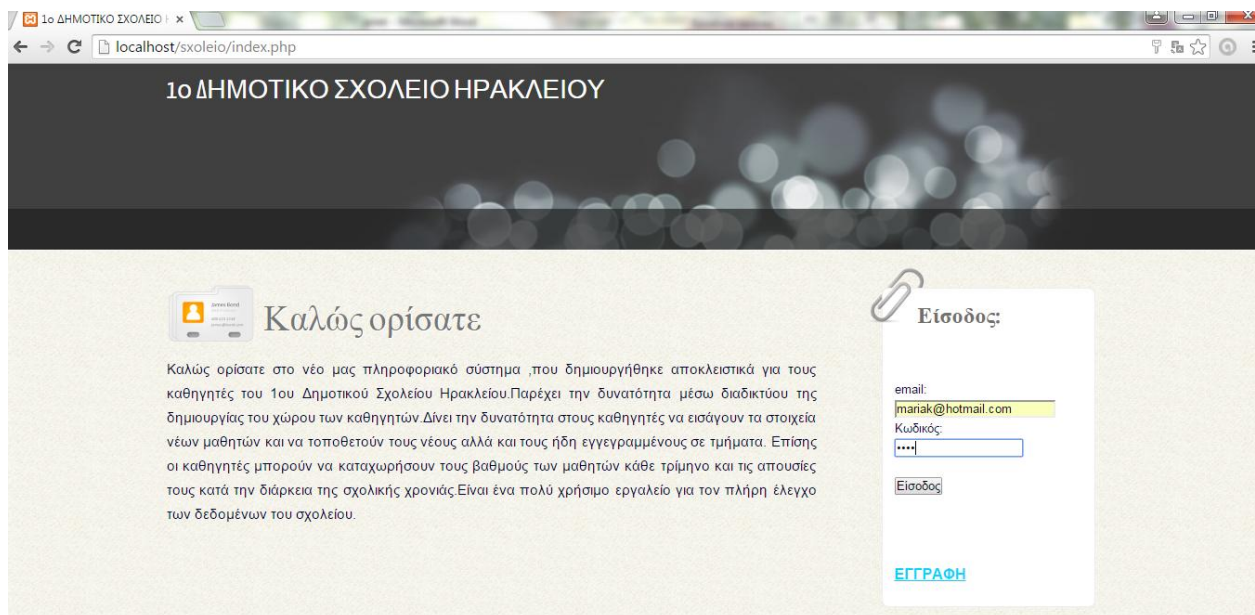 1ο ΔΗΜΟΤΙΚΟ ΣΧΟΛΕΙΟ Η
localhost/sxoleio/index.php
1ο ΔΗΜΟΤΙΚΟ ΣΧΟΛΕΙΟ ΗΡΑΚΛΕΙΟΥ
James Bond
Καλώς ορίσατε
Καλώς ορίσατε στο νέο μας πληροφοριακό σύστημα ,που δημιουργήθηκε αποκλειστικά για τους
καθηγητές του 1ου Δημοτικού Σχολείου Ηρακλείου.Παρέχει την δυνατότητα μέσω διαδικτύου της
δημιουργίας του χώρου των καθηγητών.Δίνει την δυνατότητα στους καθηγητές να εισάγουν τα στοιχεία
νέων μαθητών και να τοποθετούν τους νέους αλλά και τους ήδη εγγεγραμμένους σε τμήματα. Επίσης
οι καθηγητές μπορούν να καταχωρήσουν τους βαθμούς των μαθητών κάθε τρίμηνο και τις απουσίες
τους κατά την διάρκεια της σχολικής χρονιάς.Είναι ένα πολύ χρήσιμο εργαλείο για τον πλήρη έλεγχο
των δεδομένων του σχολείου.
Είσοδος:
email:
mariak@hotmail.com
Κωδικός:
••••
Είσοδος
ΕΓΓΡΑΦΗ